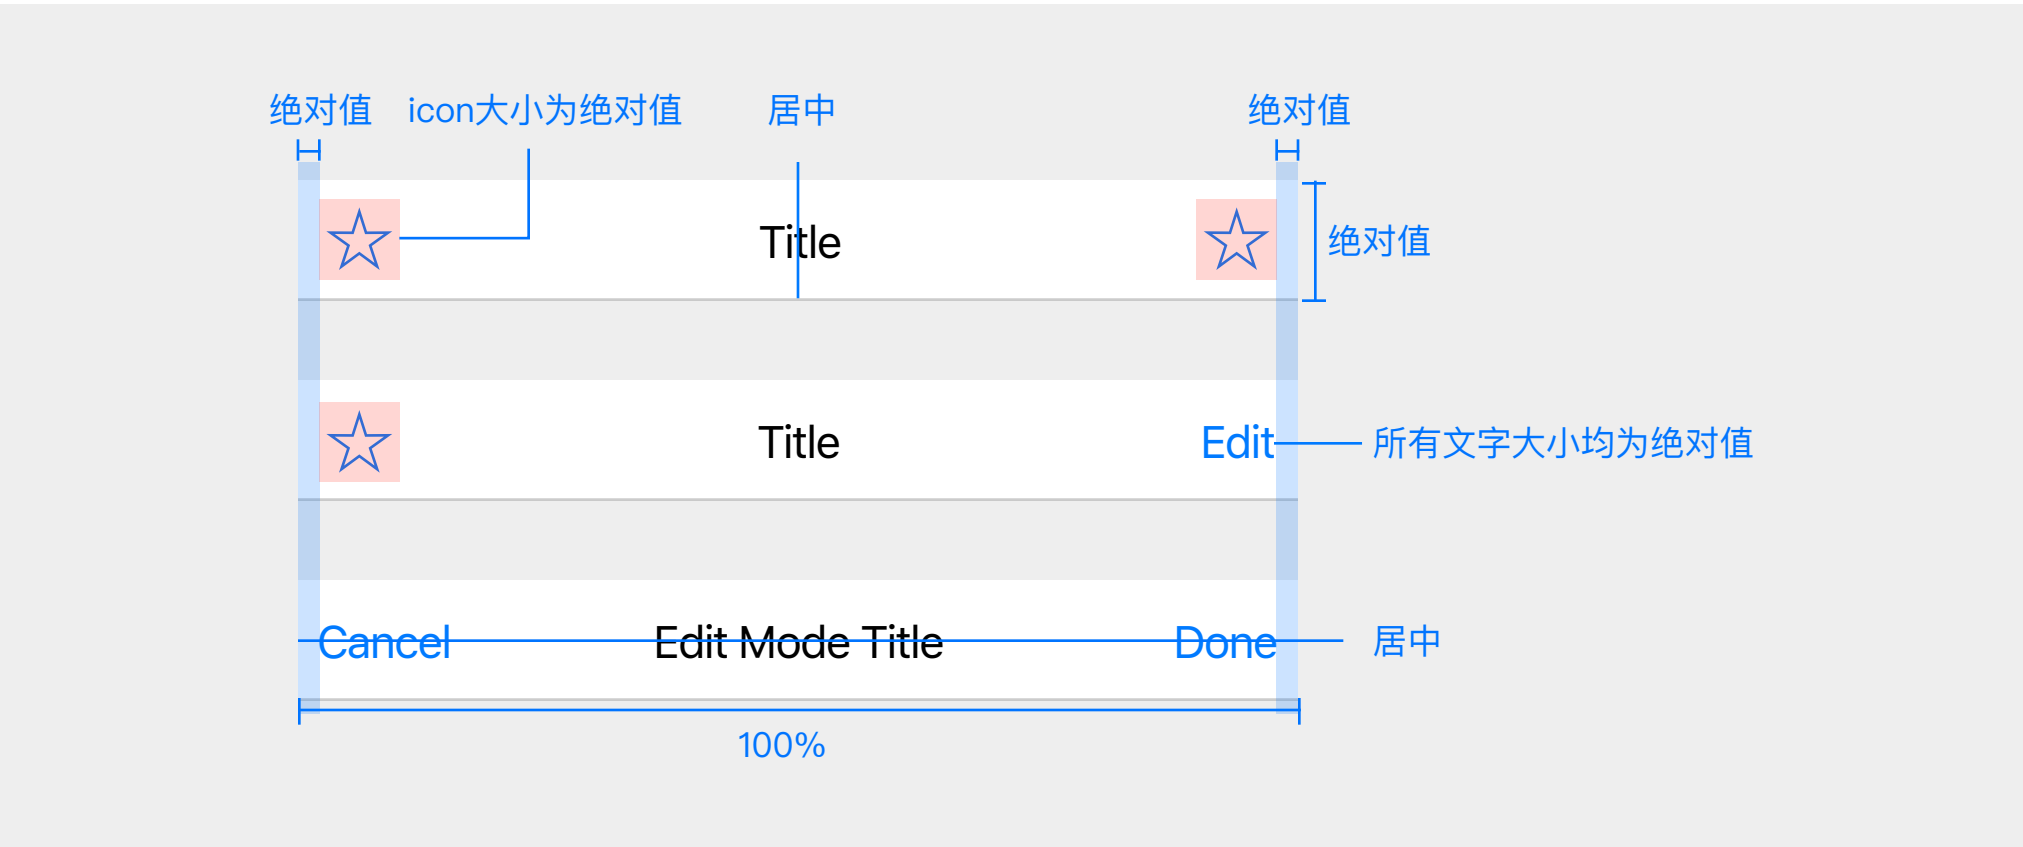 绝对值 icon大小为绝对值 居中 绝对值
Title
绝对值
Title Edit 所有文字大小均为绝对值
Cancel Edit Mode Title Done 居中
100%